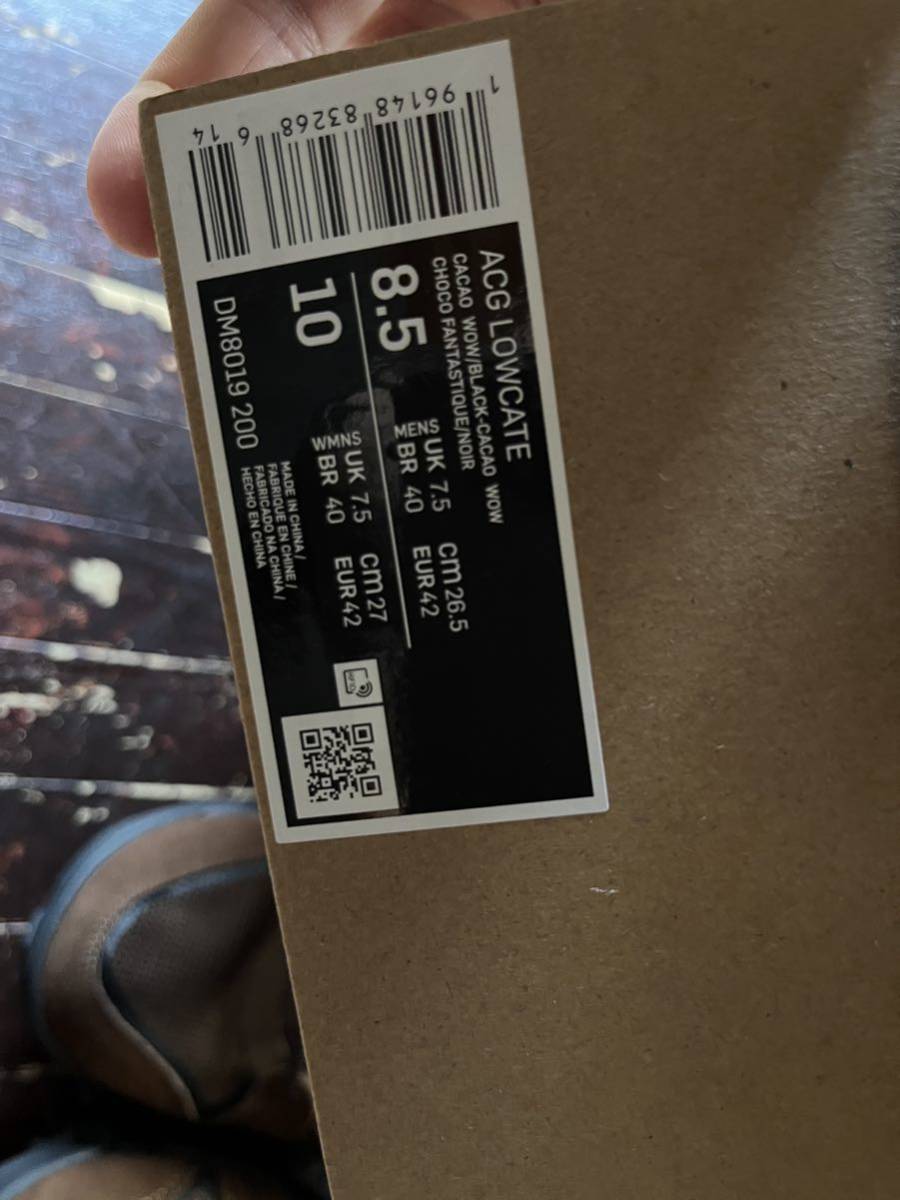 ACG LOWCATE
CACAO WOW/BLACK-CACAO WOW
CHOCO FANTASTIQUE/NOIR
8.5
MENS UK 7.5 cm 26.5
BR 40 EUR 42
10
WMNS UK 7.5 cm 27
BR 40 EUR 42
DM8019 200
MADE IN CHINA /
FABRIQUE EN CHINE /
FABRICADO NA CHINA /
HECHO EN CHINA
1 96148 83268 6 14